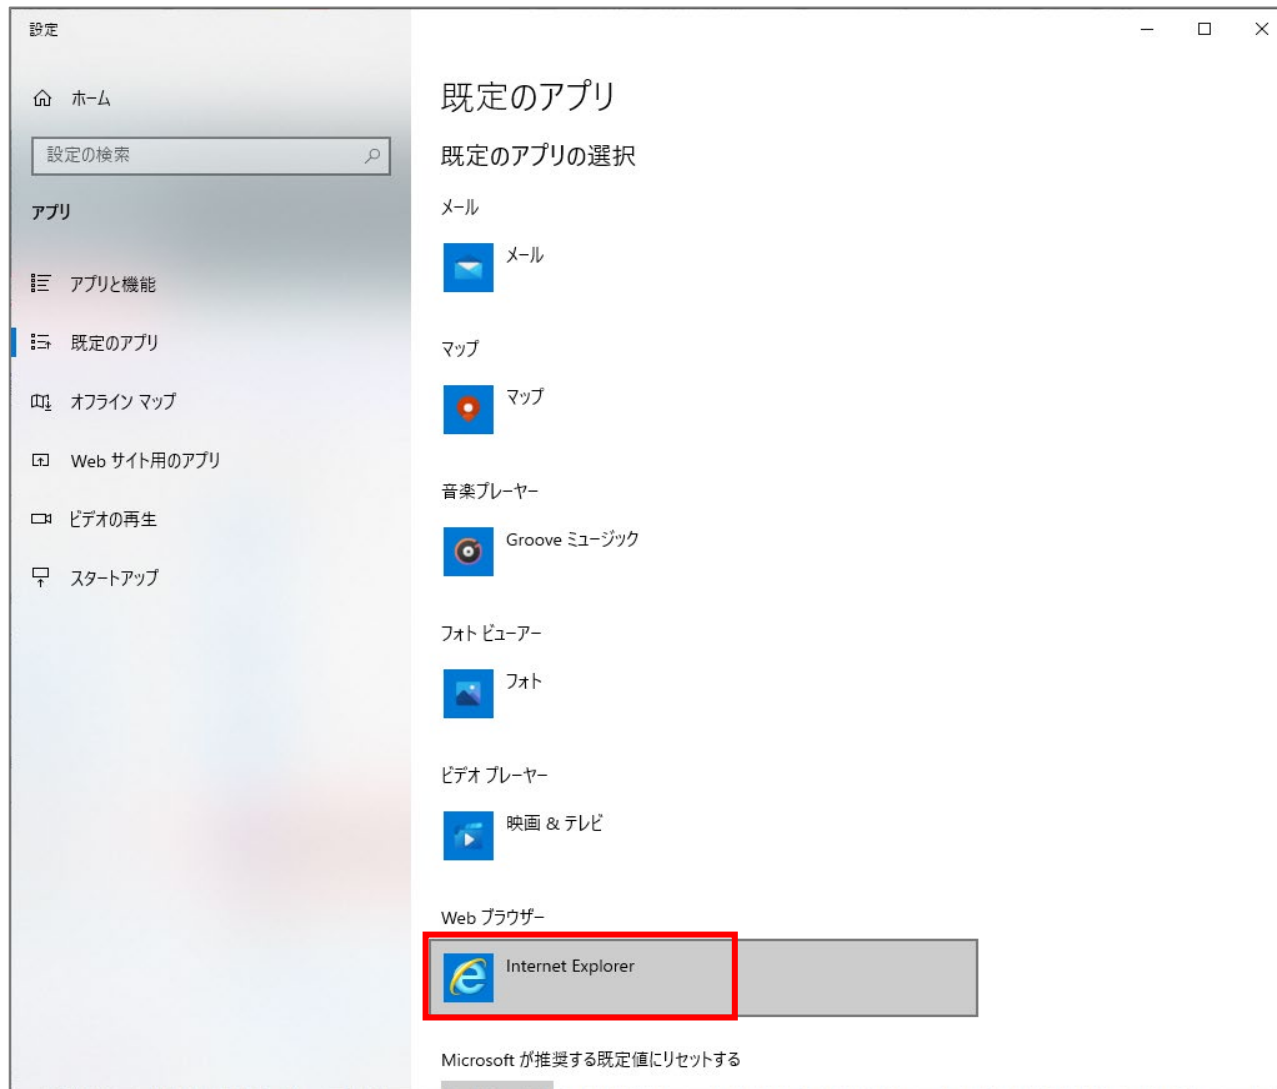 設定
ホーム
設定の検索
アプリ
アプリと機能
既定のアプリ
オフライン マップ
Web サイト用のアプリ
ビデオの再生
スタートアップ
既定のアプリ
既定のアプリの選択
メール
メール
マップ
マップ
音楽プレーヤー
Groove ミュージック
フォト ビューアー
フォト
ビデオ プレーヤー
映画 & テレビ
Web ブラウザー
Internet Explorer
Microsoft が推奨する既定値にリセットする